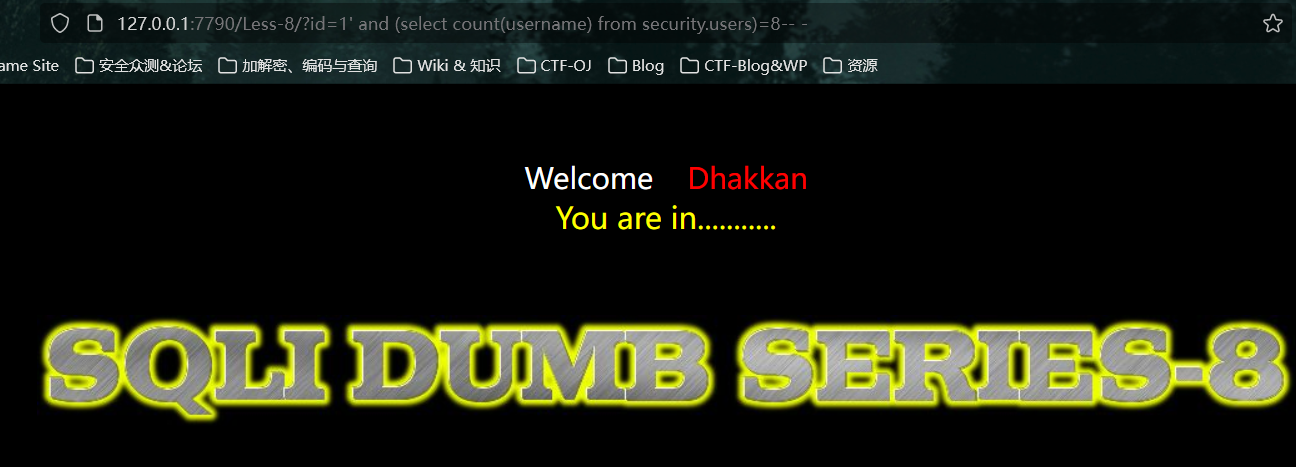 127.0.0.1:7790/Less-8/?id=1' and (select count(username) from security.users)=8-- -
ame Site 安全众测&论坛 加解密、编码与查询 Wiki & 知识 CTF-OJ Blog CTF-Blog&WP 资源
Welcome Dhakkan
You are in...........
SQLI DUMB SERIES-8